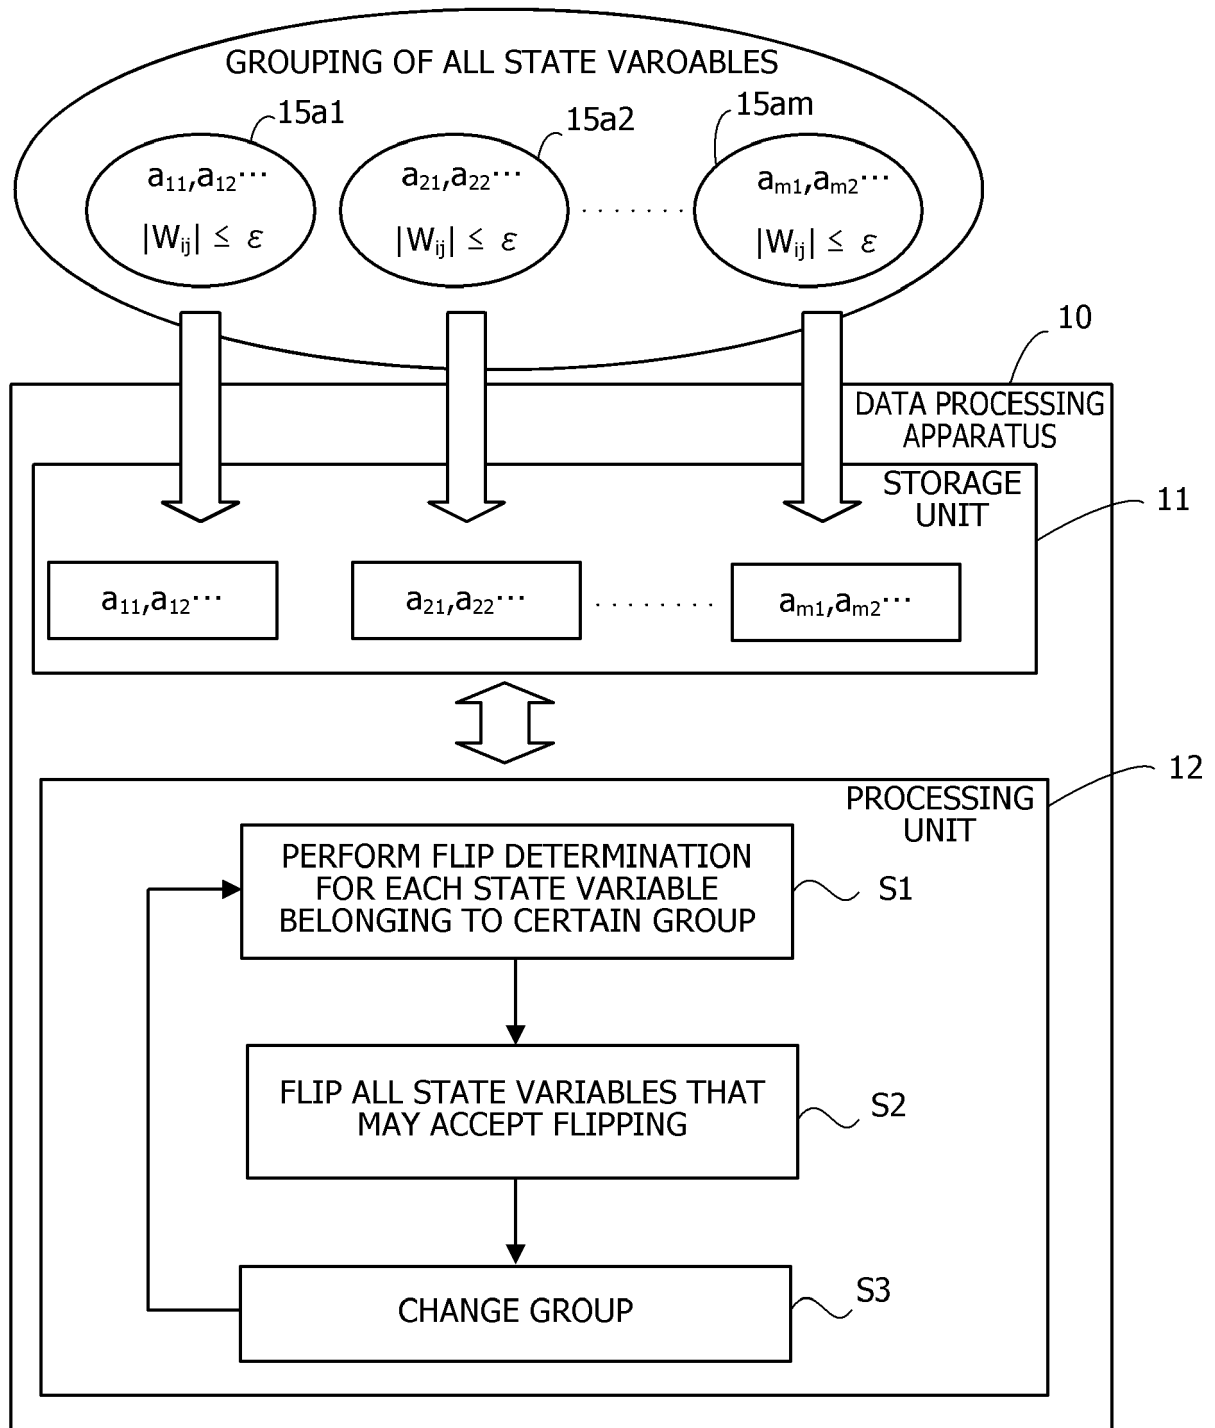 GROUPING OF ALL STATE VAROABLES
15a1
15a2
15am
a11,a12⋯
a21,a22⋯
am1,am2⋯
|Wij| ≤ ε
|Wij| ≤ ε
|Wij| ≤ ε
10
DATA PROCESSING
APPARATUS
STORAGE
UNIT
11
a11,a12⋯
a21,a22⋯
am1,am2⋯
12
PROCESSING
UNIT
PERFORM FLIP DETERMINATION
FOR EACH STATE VARIABLE
BELONGING TO CERTAIN GROUP
S1
FLIP ALL STATE VARIABLES THAT
MAY ACCEPT FLIPPING
S2
CHANGE GROUP
S3